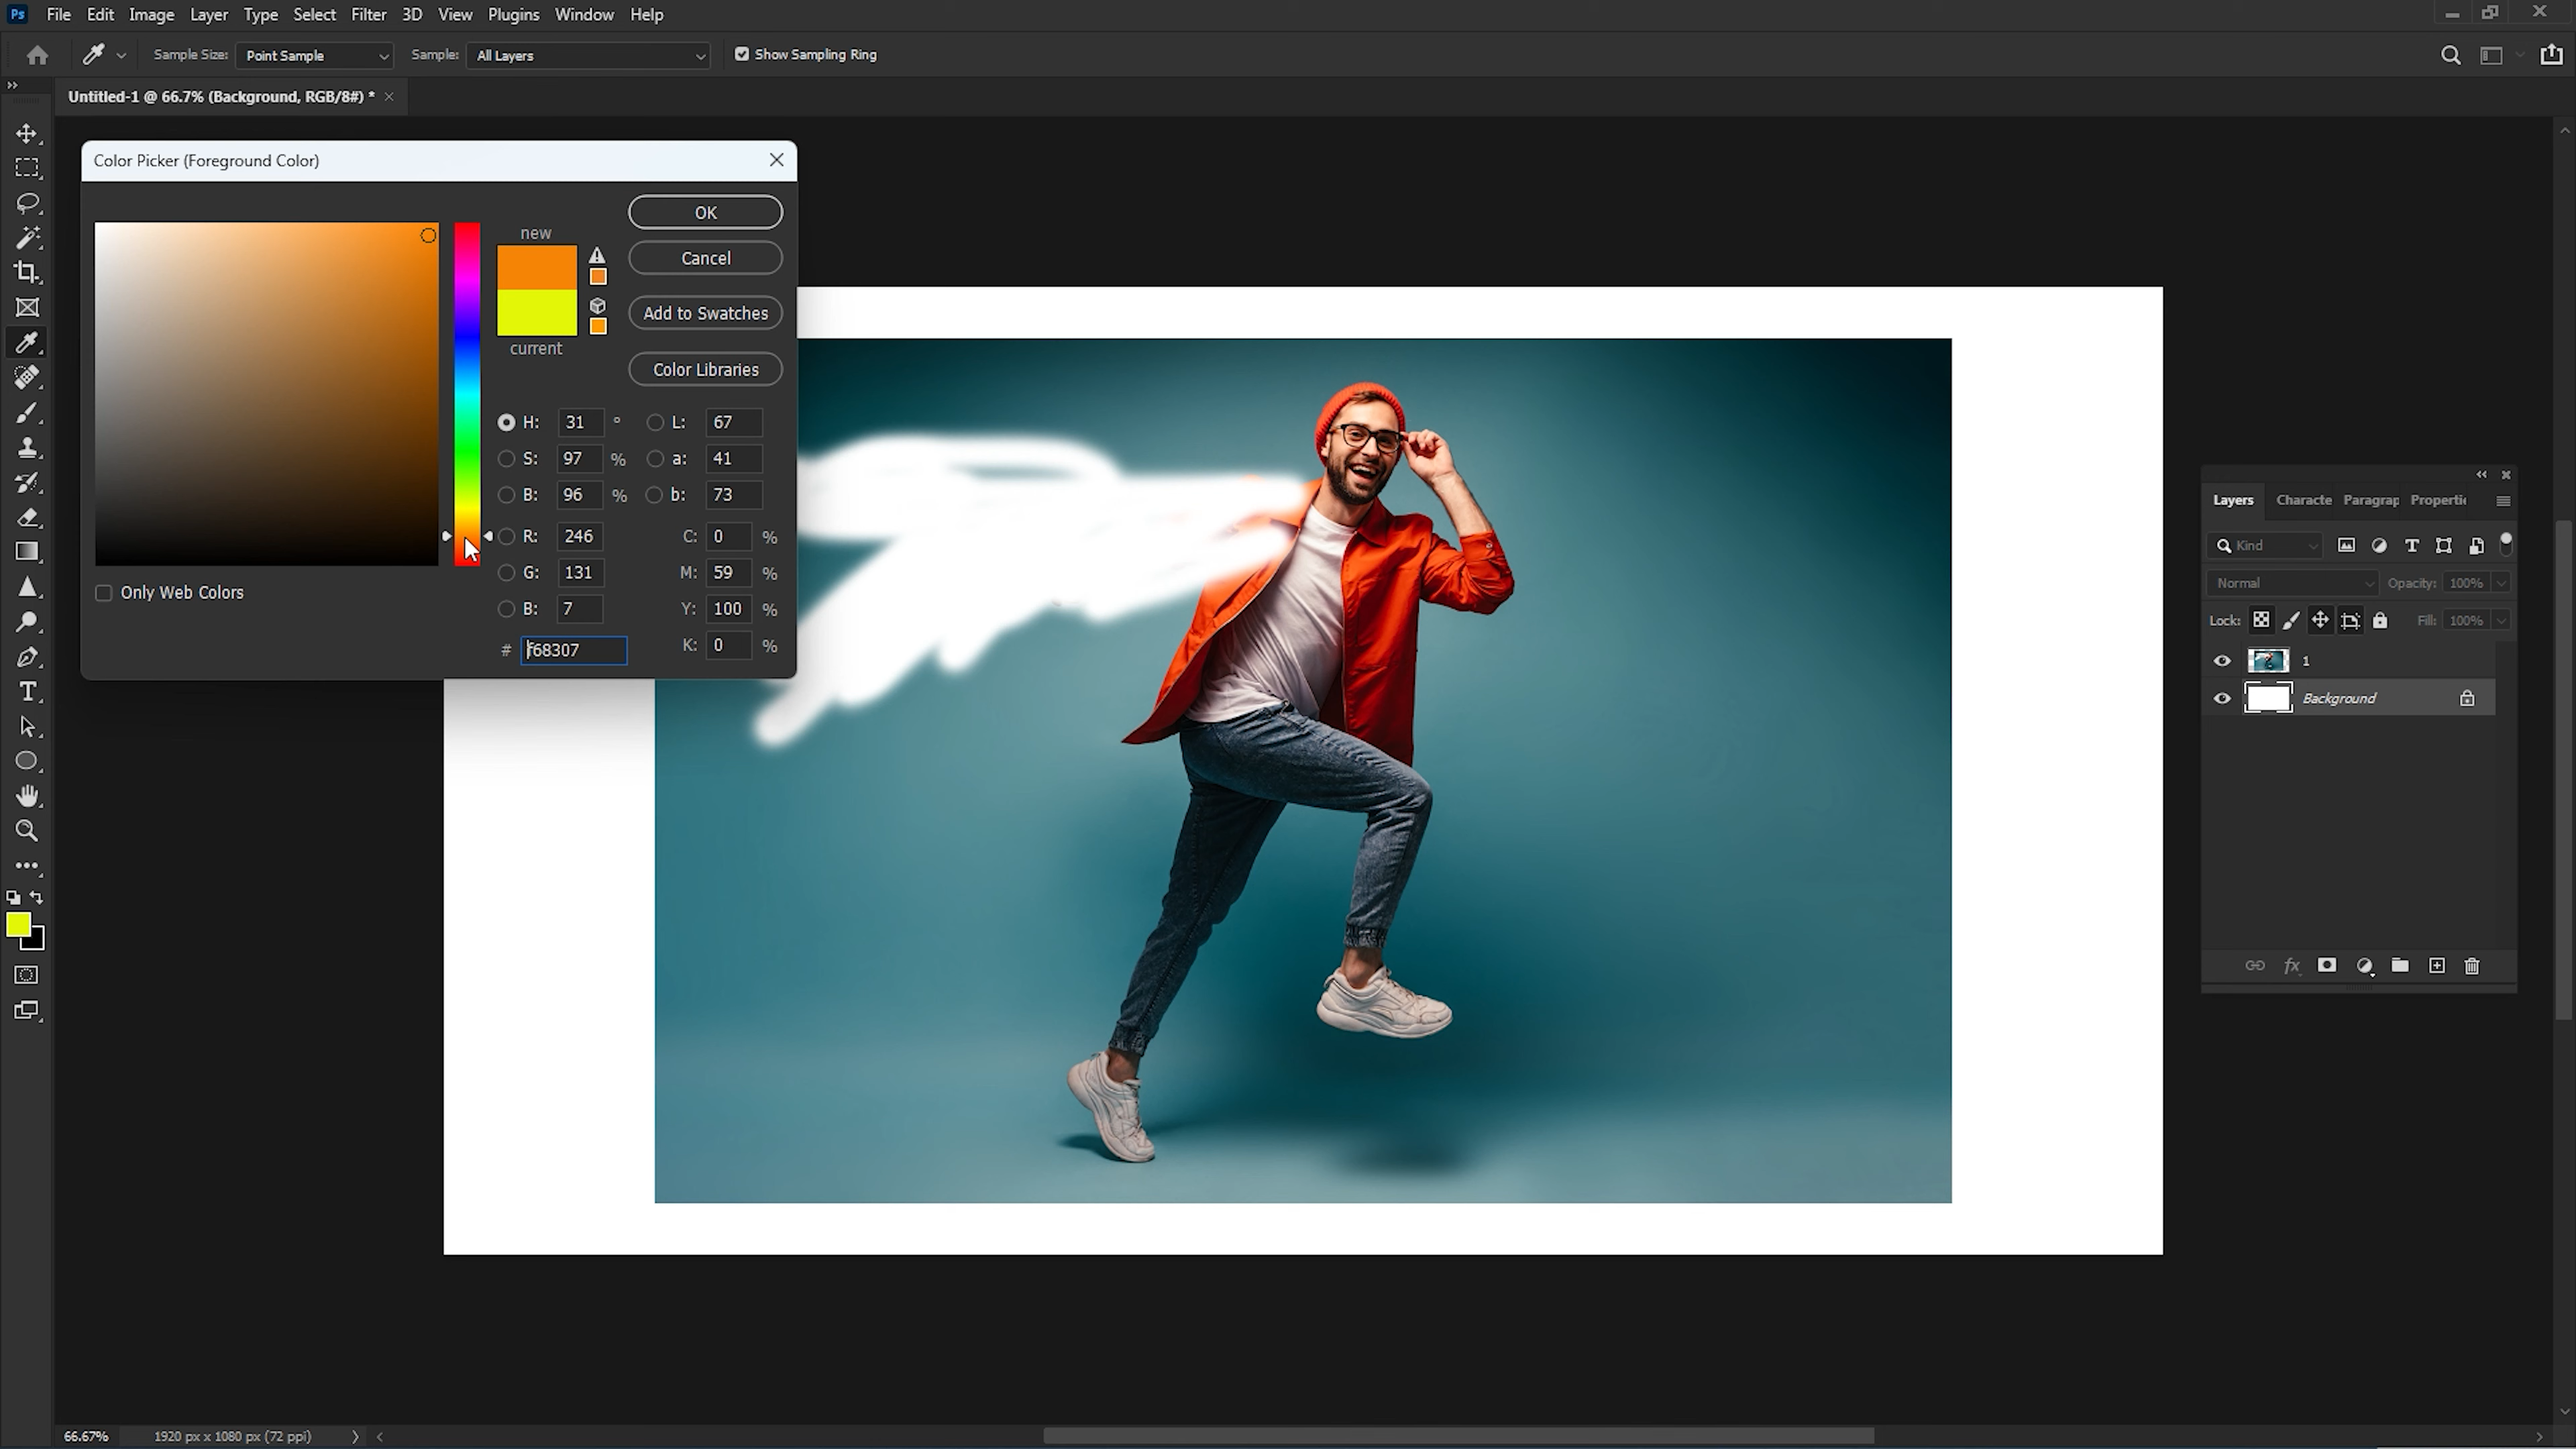 Ps File Edit Image Layer Type Select Filter 3D View Plugins Window Help
Sample Size: Point Sample Sample: All Layers Show Sampling Ring
Untitled-1 @ 66.7% (Background, RGB/8#) *
Color Picker (Foreground Color)
new
current
OK
Cancel
Add to Swatches
Color Libraries
H: 31 ° L: 67
S: 97 % a: 41
B: 96 % b: 73
R: 246 C: 0 %
G: 131 M: 59 %
B: 7 Y: 100 %
# f68307 K: 0 %
Only Web Colors
Layers Characte Paragrap Properti
Kind
Normal Opacity: 100%
Lock: Fill: 100%
1
Background
fx
66.67% 1920 px x 1080 px (72 ppi)